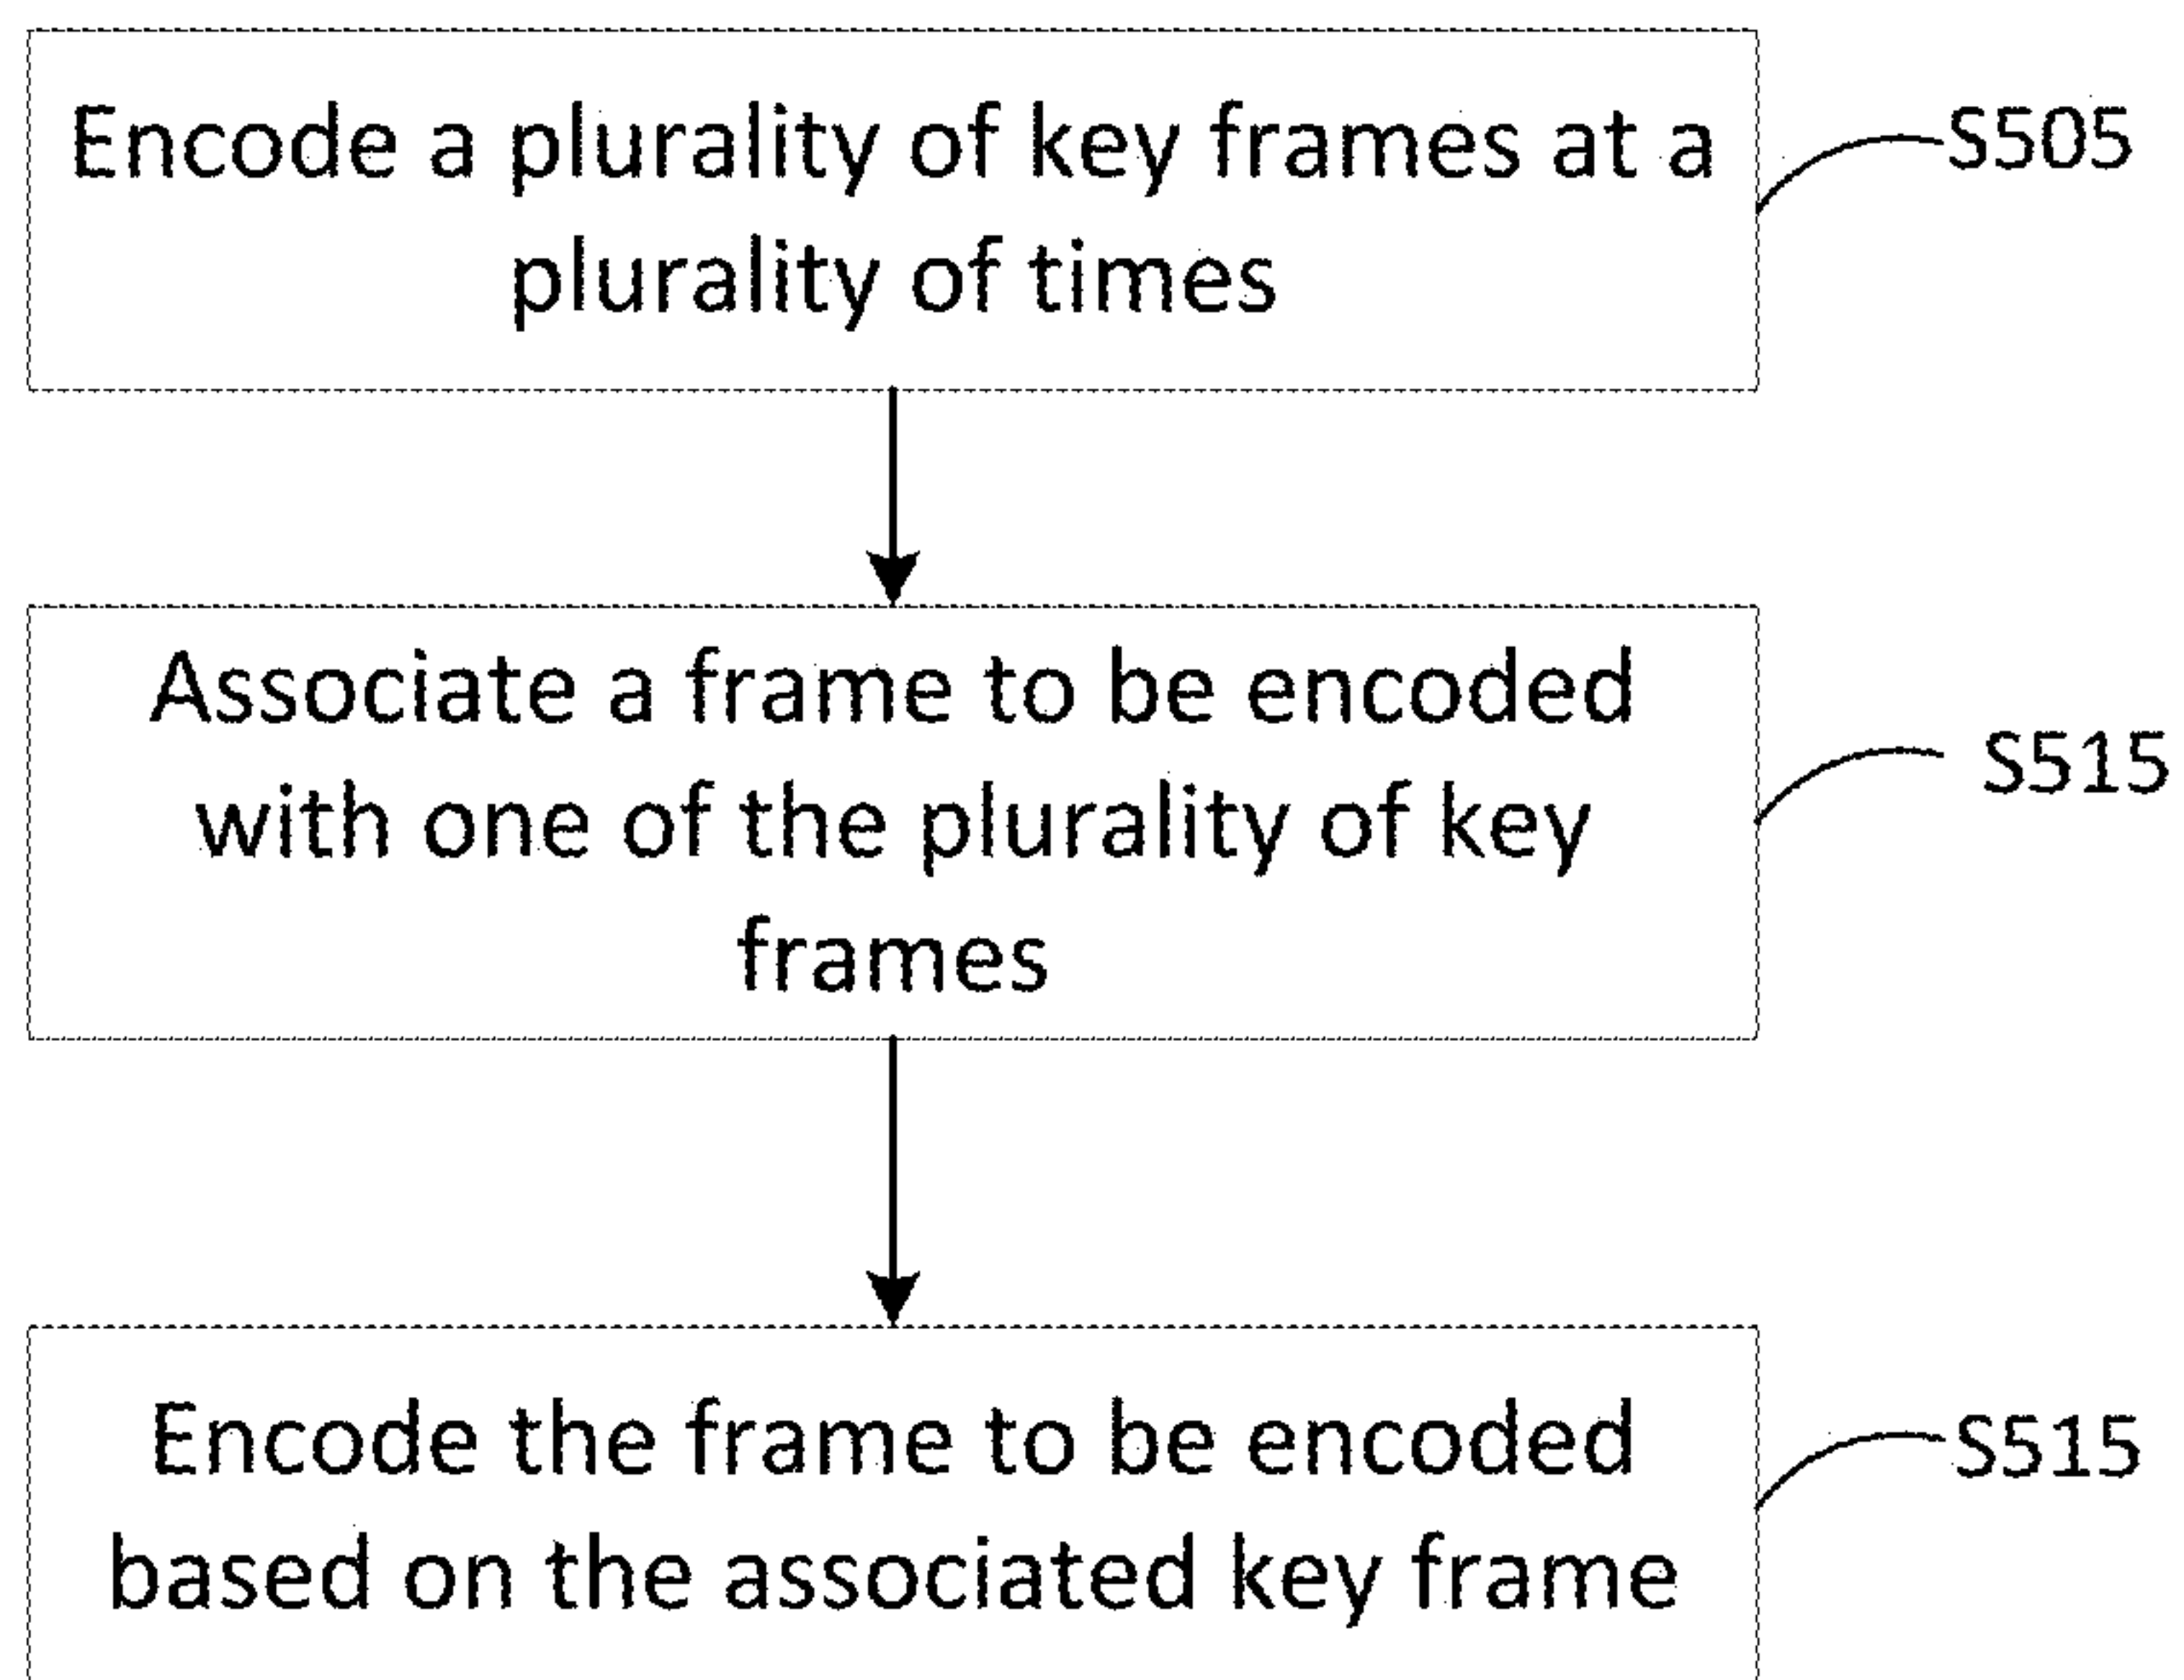 Encode a plurality of key frames at a
plurality of times
S505
Associate a frame to be encoded
with one of the plurality of key
frames
S515
Encode the frame to be encoded
based on the associated key frame
S515